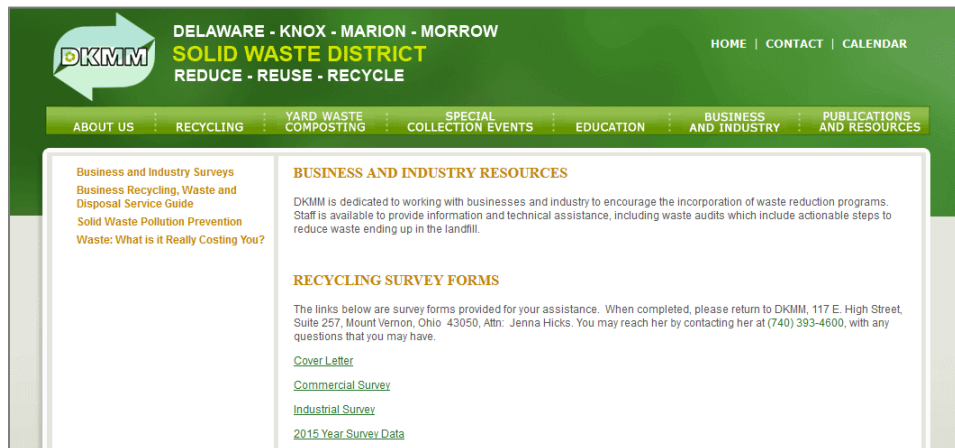 DKMM
DELAWARE - KNOX - MARION - MORROW
SOLID WASTE DISTRICT
REDUCE - REUSE - RECYCLE
HOME | CONTACT | CALENDAR
ABOUT US
RECYCLING
YARD WASTE
COMPOSTING
SPECIAL
COLLECTION EVENTS
EDUCATION
BUSINESS
AND INDUSTRY
PUBLICATIONS
AND RESOURCES
Business and Industry Surveys
Business Recycling, Waste and
Disposal Service Guide
Solid Waste Pollution Prevention
Waste: What is it Really Costing You?
BUSINESS AND INDUSTRY RESOURCES
DKMM is dedicated to working with businesses and industry to encourage the incorporation of waste reduction programs.
Staff is available to provide information and technical assistance, including waste audits which include actionable steps to
reduce waste ending up in the landfill.
RECYCLING SURVEY FORMS
The links below are survey forms provided for your assistance.  When completed, please return to DKMM, 117 E. High Street,
Suite 257, Mount Vernon, Ohio  43050, Attn:  Jenna Hicks. You may reach her by contacting her at (740) 393-4600, with any
questions that you may have.
Cover Letter
Commercial Survey
Industrial Survey
2015 Year Survey Data